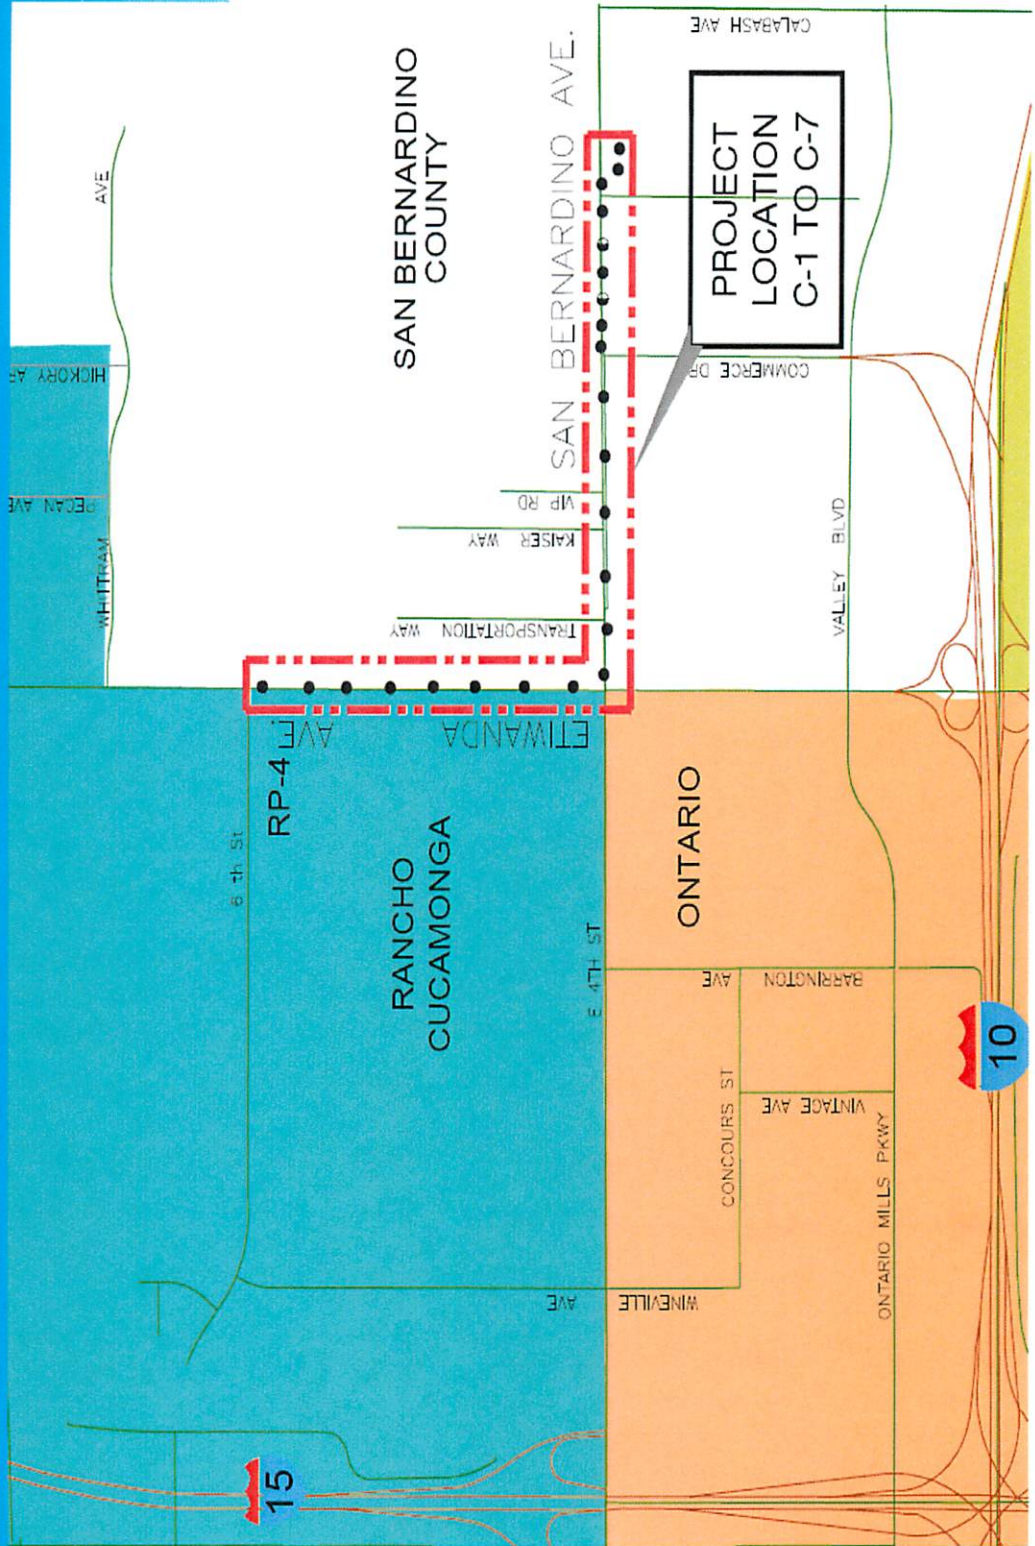 AVE
HICKORY AR
PECAN AVE
WHITRAM
SAN BERNARDINO
COUNTY
SAN BERNARDINO AVE.
CALABASH AVE
PROJECT
LOCATION
C-1 TO C-7
COMMERCE DR
VIP RD
KAISER WAY
TRANSPORTATION WAY
VALLEY BLVD
ETIWANDA AVE.
RP-4
6 th St
RANCHO
CUCAMONGA
E 4TH ST
ONTARIO
BARRINGTON AVE
CONCOURS ST
VINTAGE AVE
ONTARIO MILLS PKWY
WINEVILLE AVE
10
15